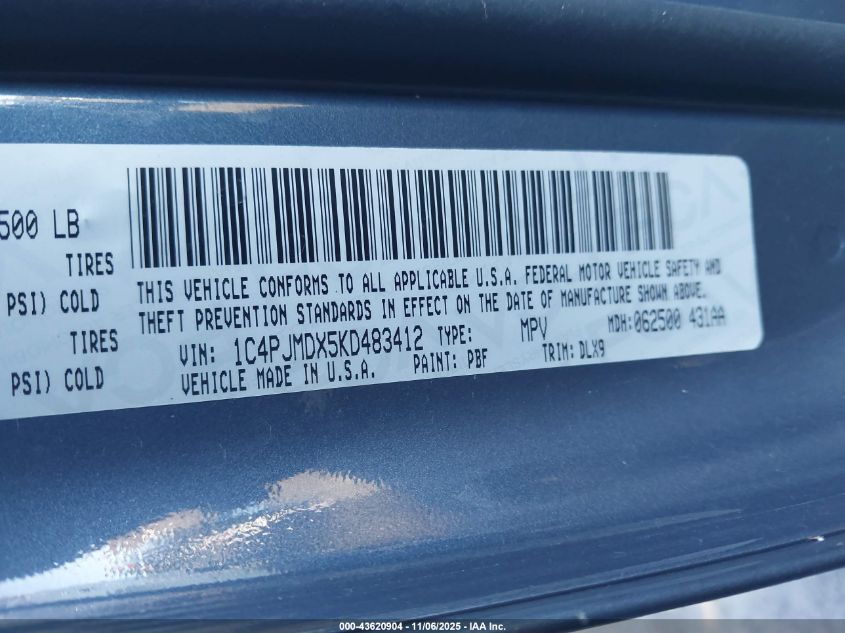 500 LB
TIRES
PSI) COLD
TIRES
PSI) COLD
THIS VEHICLE CONFORMS TO ALL APPLICABLE U.S.A. FEDERAL MOTOR VEHICLE SAFETY AND
THEFT PREVENTION STANDARDS IN EFFECT ON THE DATE OF MANUFACTURE SHOWN ABOVE.
VIN: 1C4PJMDX5KD483412 TYPE: MPV MDH: 062500 431AA
VEHICLE MADE IN U.S.A. PAINT: PBF TRIM: DLX9
000-43620904 - 11/06/2025 - IAA Inc.